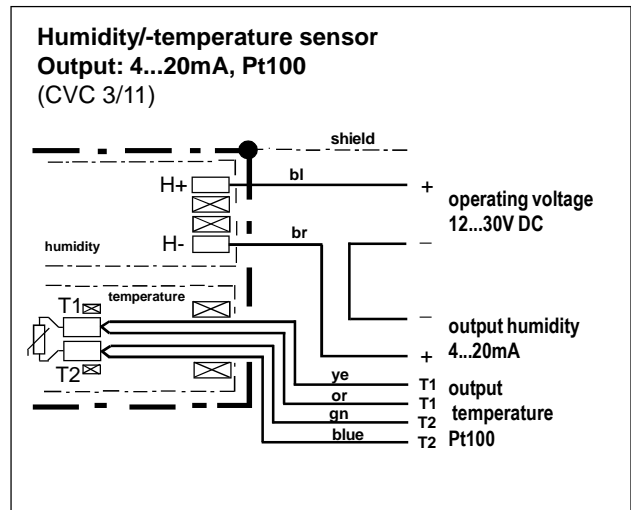 Humidity/-temperature sensor
Output: 4...20mA, Pt100
(CVC 3/11)
shield
H+
bl
+
operating voltage
12...30V DC
–
humidity
H-
br
–
temperature
output humidity
4...20mA
+
T1
T2
ye
T1
or
T1
gn
T2
blue
T2
output
temperature
Pt100